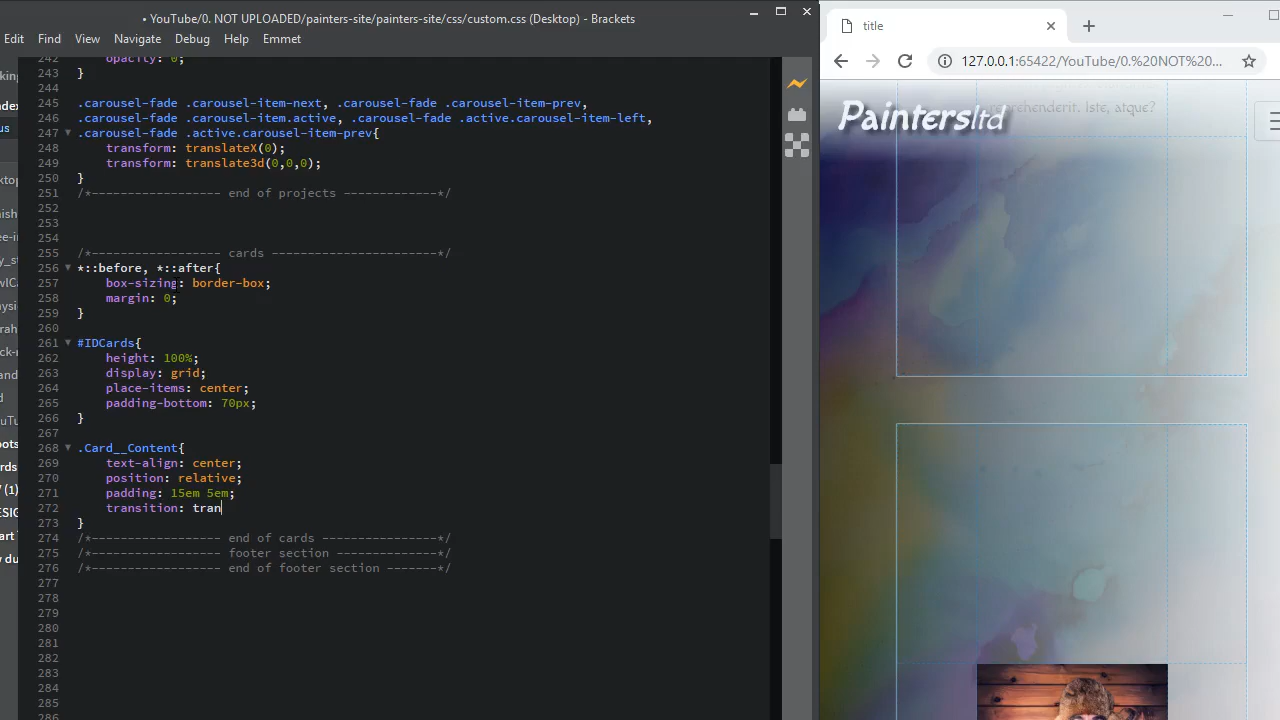 • YouTube/0. NOT UPLOADED/painters-site/painters-site/css/custom.css (Desktop) - Brackets
Edit Find View Navigate Debug Help Emmet
242 opacity: 0;
243 }
244
245 .carousel-fade .carousel-item-next, .carousel-fade .carousel-item-prev,
246 .carousel-fade .carousel-item.active, .carousel-fade .active.carousel-item-left,
247 .carousel-fade .active.carousel-item-prev{
248 transform: translateX(0);
249 transform: translate3d(0,0,0);
250 }
251 /*------------------ end of projects -------------*/
252
253
254
255 /*------------------ cards -----------------------*/
256 *::before, *::after{
257 box-sizing: border-box;
258 margin: 0;
259 }
260
261 #IDCards{
262 height: 100%;
263 display: grid;
264 place-items: center;
265 padding-bottom: 70px;
266 }
267
268 .Card__Content{
269 text-align: center;
270 position: relative;
271 padding: 15em 5em;
272 transition: tran
273 }
274 /*------------------ end of cards ----------------*/
275 /*------------------ footer section --------------*/
276 /*------------------ end of footer section -------*/
277
278
279
280
281
282
283
284
285
286
title
127.0.0.1:65422/YouTube/0.%20NOT%20...
Paintersltd
reprehenderit. Iste, atque?